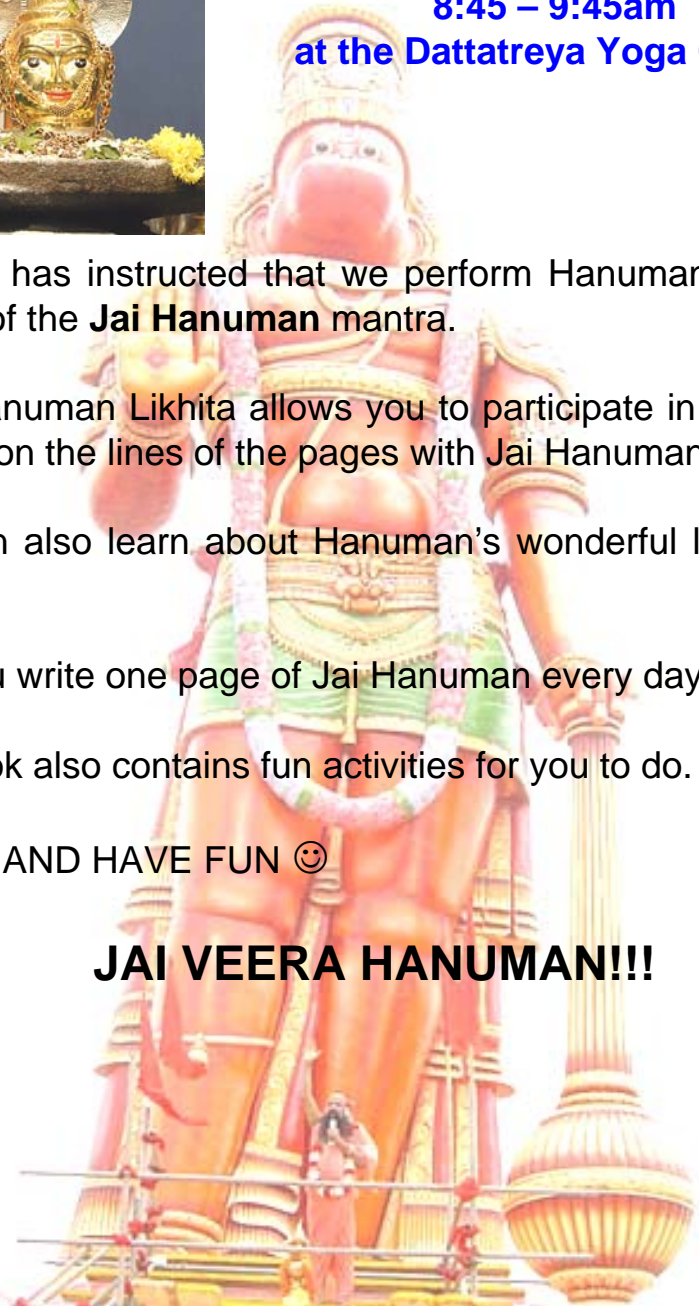 8:45 – 9:45am
at the Dattatreya Yoga
has instructed that we perform Hanuman
of the Jai Hanuman mantra.
Likhita allows you to participate in
on the lines of the pages with Jai Hanuman
also learn about Hanuman's wonderful
write one page of Jai Hanuman every day
also contains fun activities for you to do.
AND HAVE FUN ☺
JAI VEERA HANUMAN!!!